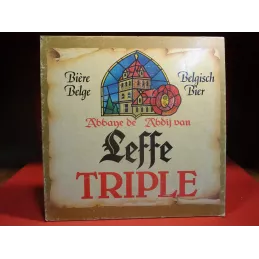 Bière Belge
Belgisch Bier
Abbaye de Abdij van
Leffe
TRIPLE